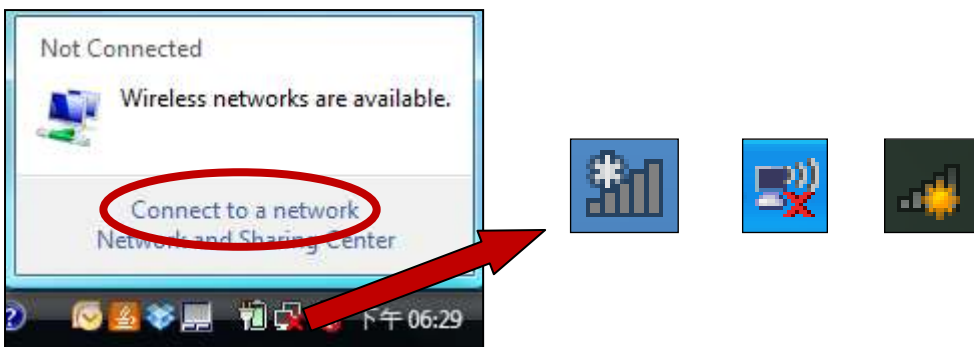 Not Connected
Wireless networks are available.
Connect to a network
Network and Sharing Center
下午 06:29